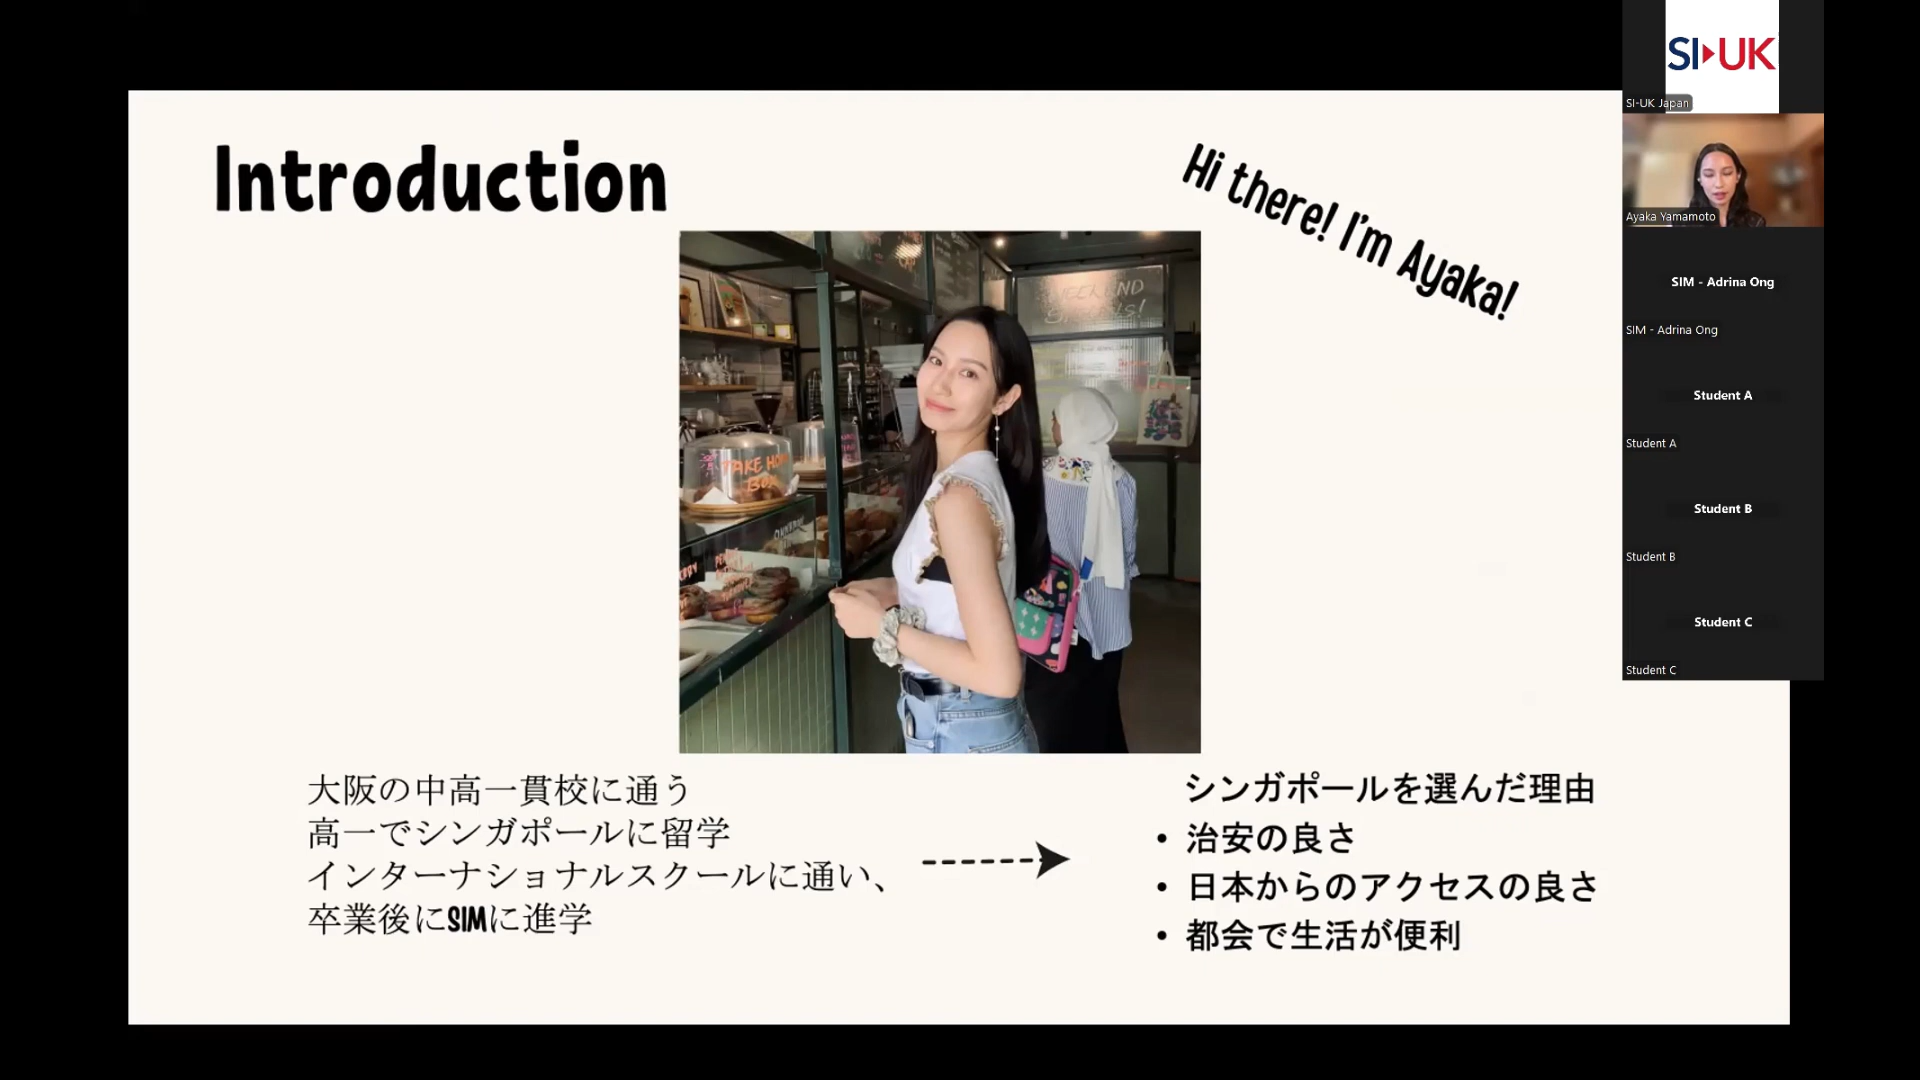 Introduction
Hi there! I'm Ayaka!
WEEKEND
TAKE HOME
BOX
大阪の中高一貫校に通う
高一でシンガポールに留学
インターナショナルスクールに通い、
卒業後にSIMに進学
シンガポールを選んだ理由
• 治安の良さ
• 日本からのアクセスの良さ
• 都会で生活が便利
SI UK
SI-UK Japan
Ayaka Yamamoto
SIM - Adrina Ong
SIM - Adrina Ong
Student A
Student A
Student B
Student B
Student C
Student C